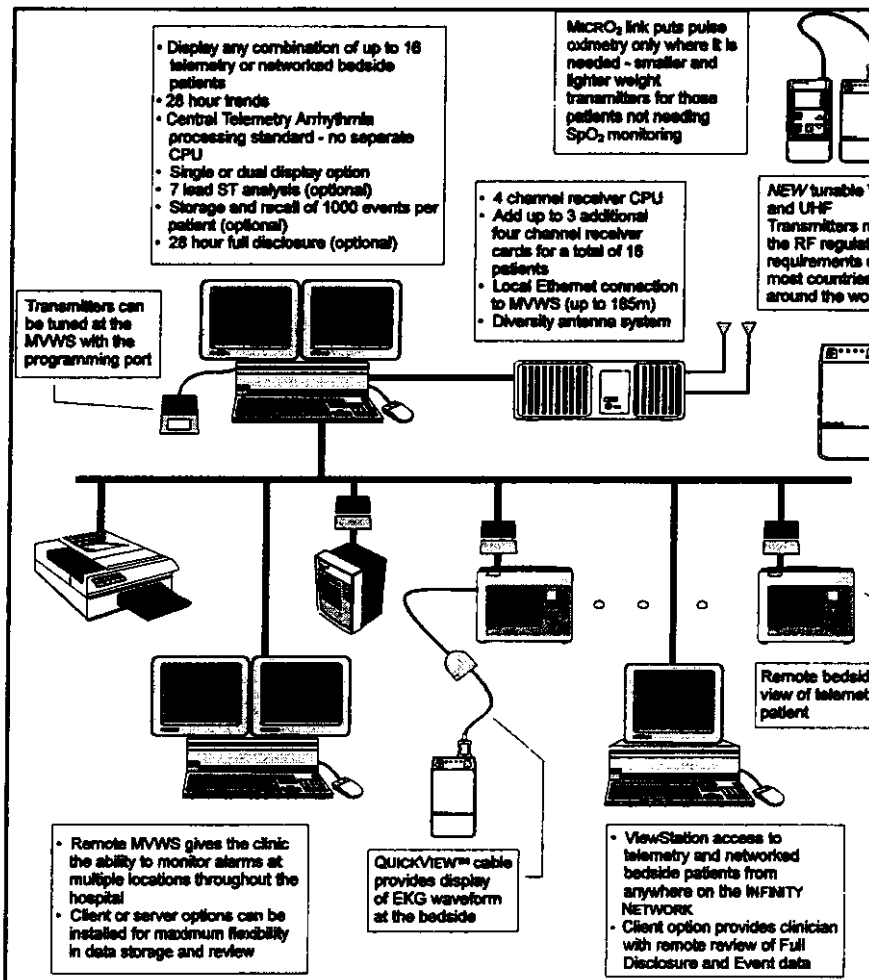 • Display any combination of up to 16
telemetry or networked bedside
patients
• 28 hour trends
• Central Telemetry Arrhythmia
processing standard - no separate
CPU
• Single or dual display option
• 7 lead ST analysis (optional)
• Storage and recall of 1000 events per
patient (optional)
• 28 hour full disclosure (optional)
MICRO₂ link puts pulse
oximetry only where it is
needed - smaller and
lighter weight
transmitters for those
patients not needing
SpO₂ monitoring
• 4 channel receiver CPU
• Add up to 3 additional
four channel receiver
cards for a total of 16
patients
• Local Ethernet connection
to MVWS (up to 185m)
• Diversity antenna system
NEW tunable
and UHF
Transmitters
the RF
requirements
most countries
around the
Transmitters can
be tuned at the
MVWS with the
programming port
Remote
view of
patient
• Remote MVWS gives the clinic
the ability to monitor alarms at
multiple locations throughout the
hospital
• Client or server options can be
installed for maximum flexibility
in data storage and review
QUICKVIEW™ cable
provides display
of EKG waveform
at the bedside
• ViewStation access to
telemetry and networked
bedside patients from
anywhere on the INFINITY
NETWORK
• Client option provides clinician
with remote review of Full
Disclosure and Event data